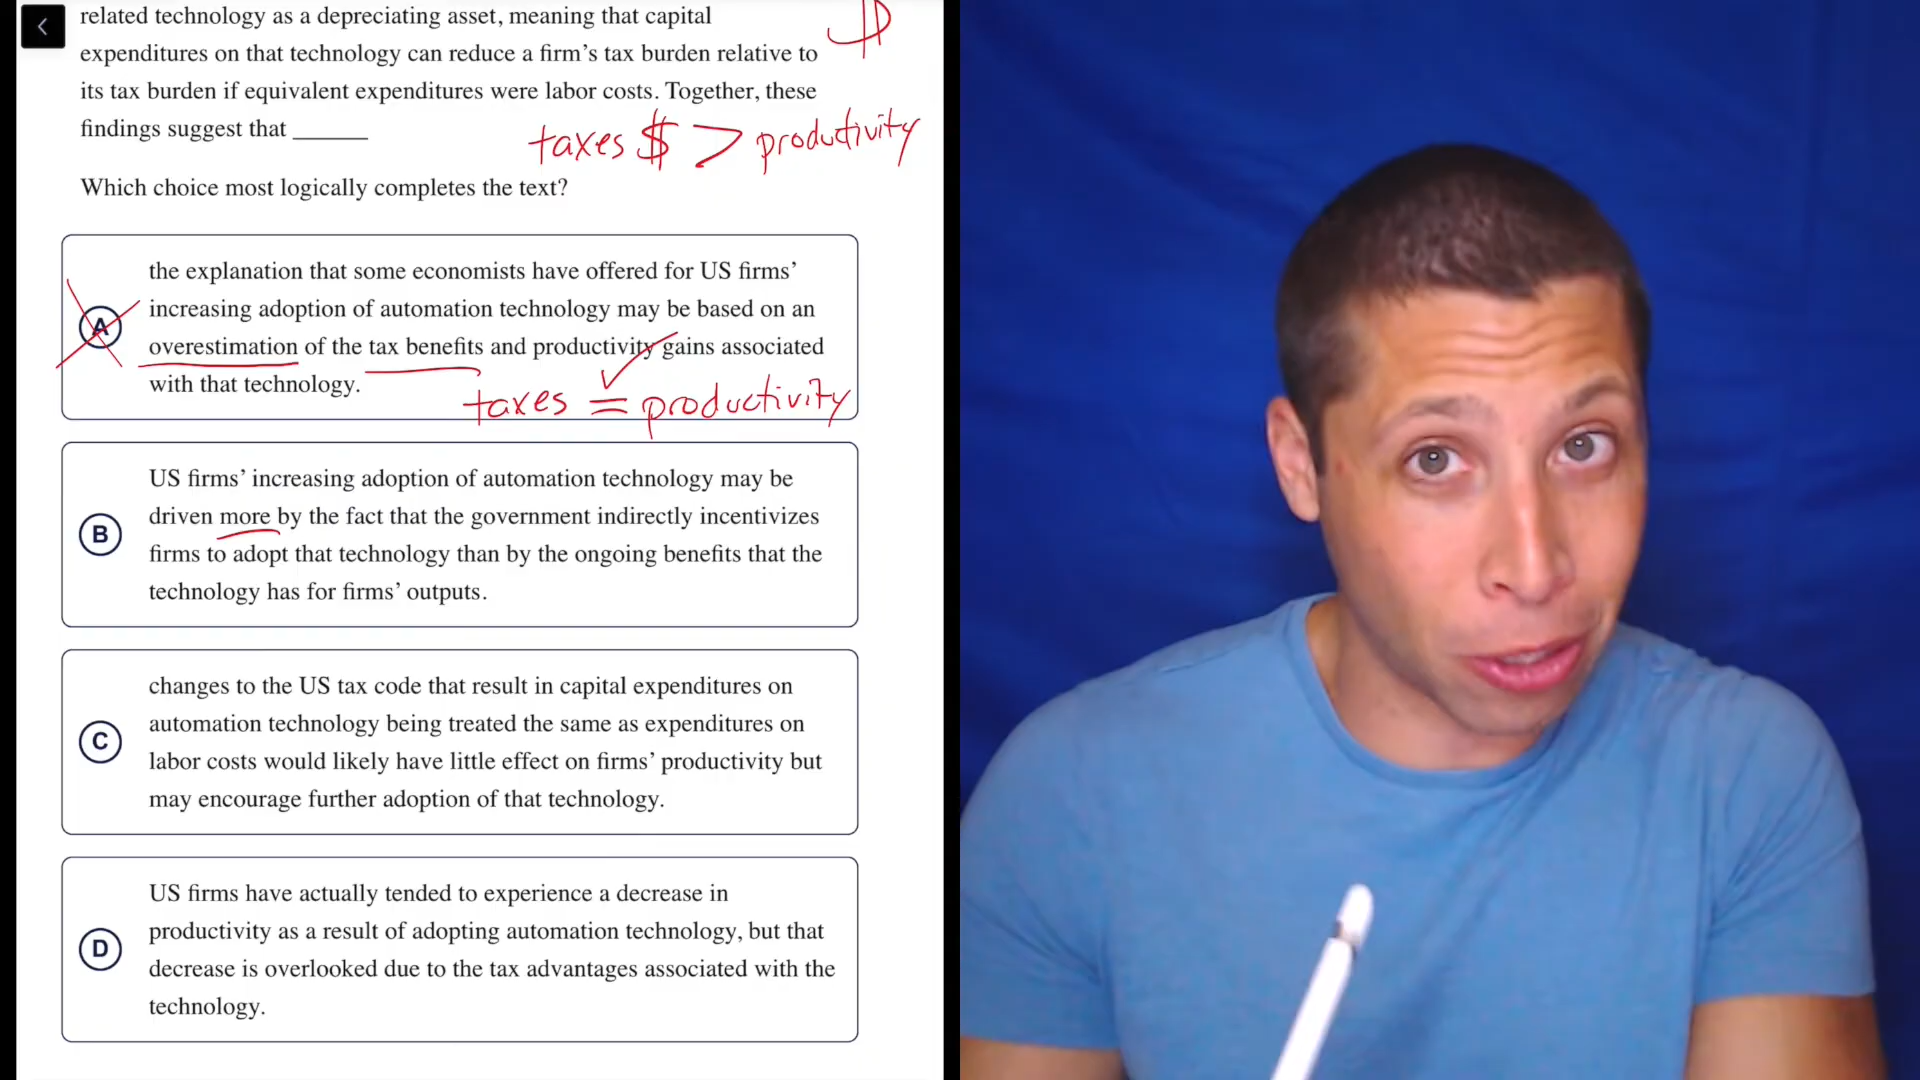 related technology as a depreciating asset, meaning that capital
expenditures on that technology can reduce a firm's tax burden relative to
its tax burden if equivalent expenditures were labor costs. Together, these
findings suggest that ______
taxes $ > productivity
Which choice most logically completes the text?
A
the explanation that some economists have offered for US firms'
increasing adoption of automation technology may be based on an
overestimation of the tax benefits and productivity gains associated
with that technology.
taxes = productivity
B
US firms' increasing adoption of automation technology may be
driven more by the fact that the government indirectly incentivizes
firms to adopt that technology than by the ongoing benefits that the
technology has for firms' outputs.
C
changes to the US tax code that result in capital expenditures on
automation technology being treated the same as expenditures on
labor costs would likely have little effect on firms' productivity but
may encourage further adoption of that technology.
D
US firms have actually tended to experience a decrease in
productivity as a result of adopting automation technology, but that
decrease is overlooked due to the tax advantages associated with the
technology.